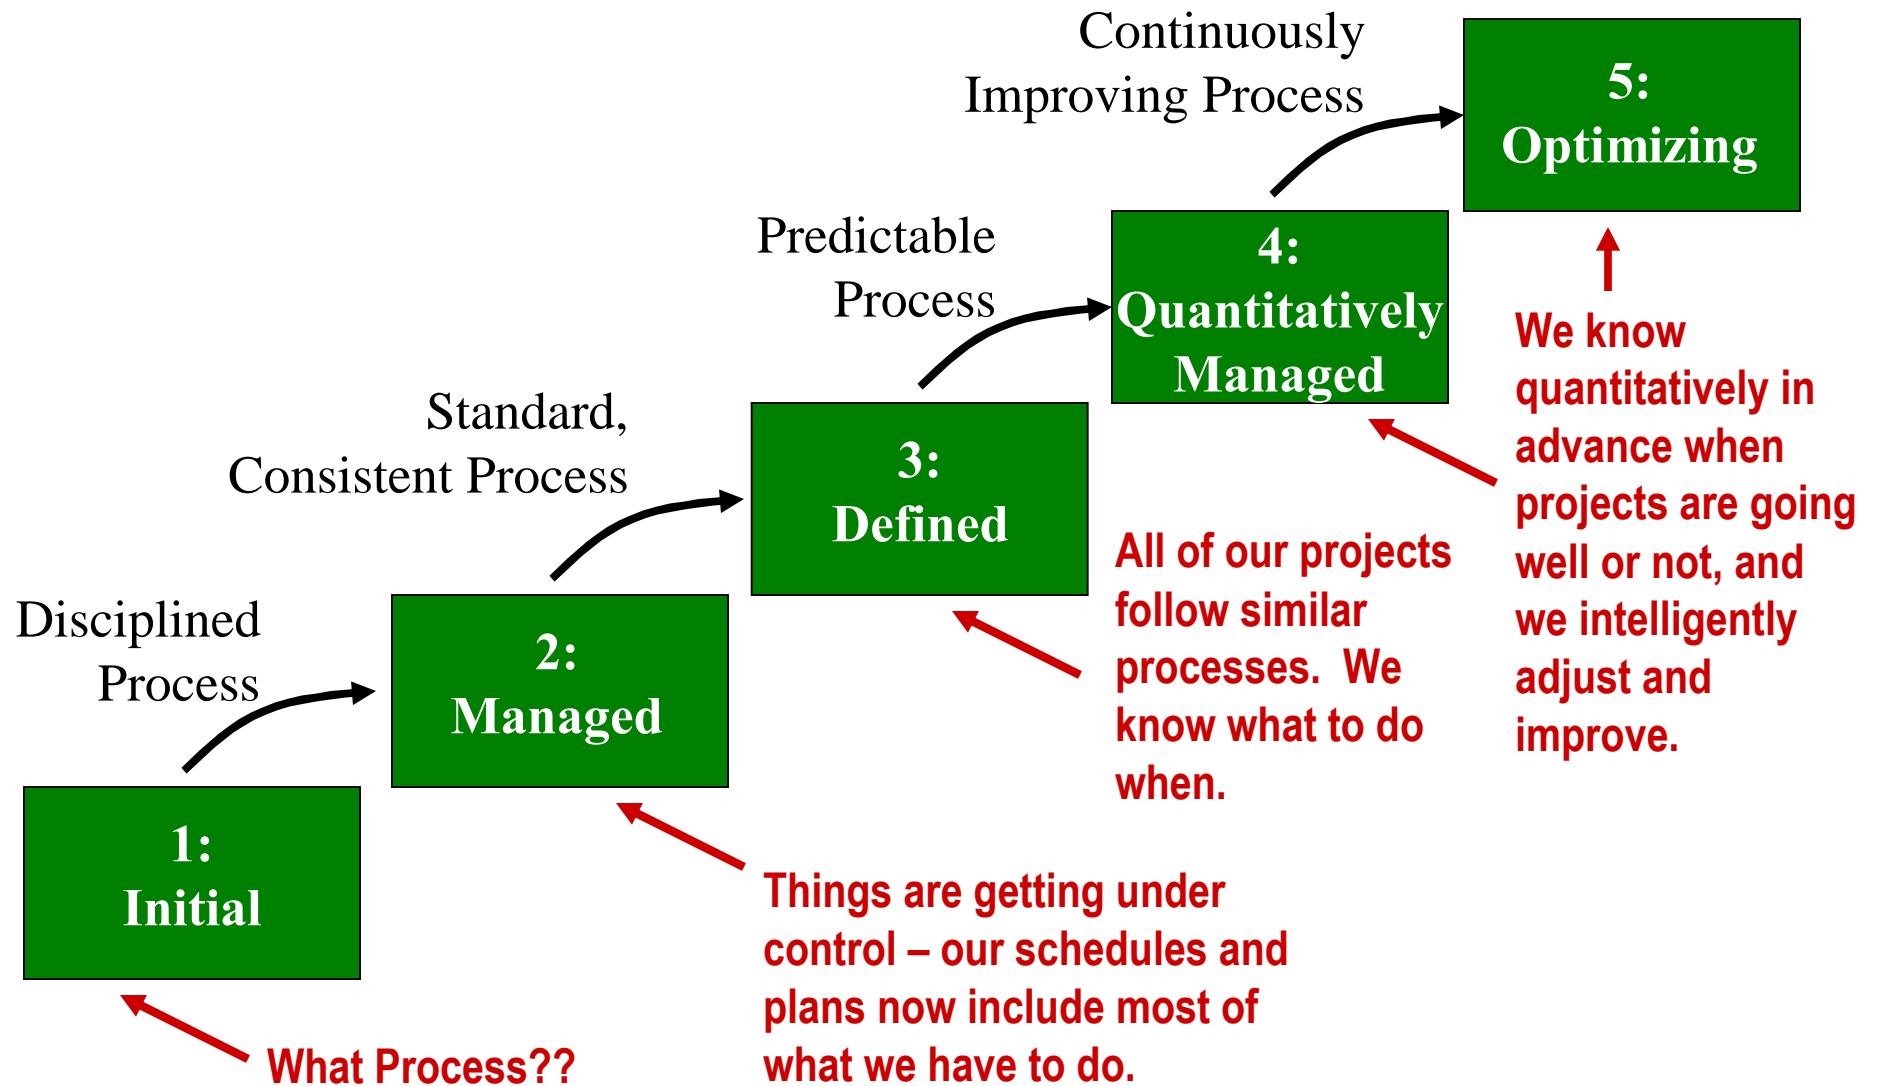 Continuously
Improving Process
5:
Optimizing
Predictable
Process
4:
Quantitatively
Managed
We know
quantitatively in
advance when
projects are going
well or not, and
we intelligently
adjust and
improve.
Standard,
Consistent Process
3:
Defined
All of our projects
follow similar
processes.  We
know what to do
when.
Disciplined
Process
2:
Managed
Things are getting under
control – our schedules and
plans now include most of
what we have to do.
1:
Initial
What Process??